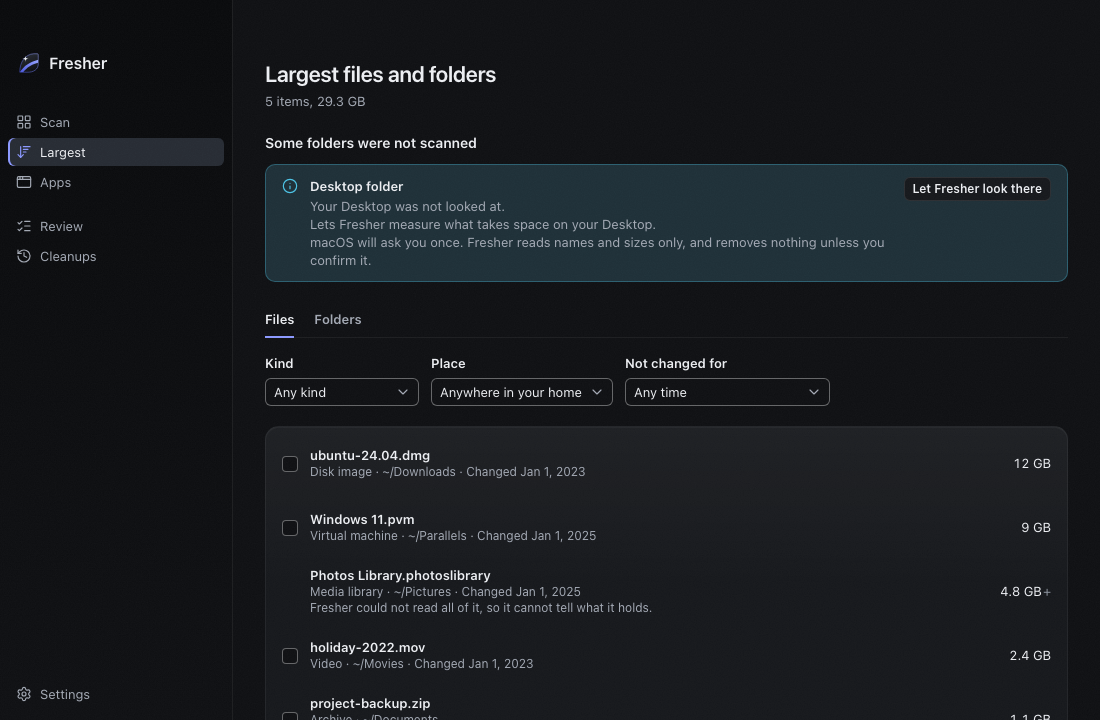 Fresher
Scan
Largest
Apps
Review
Cleanups
Settings
Largest files and folders
5 items, 29.3 GB
Some folders were not scanned
Desktop folder
Let Fresher look there
Your Desktop was not looked at.
Lets Fresher measure what takes space on your Desktop.
macOS will ask you once. Fresher reads names and sizes only, and removes nothing unless you
confirm it.
Files Folders
Kind Place Not changed for
Any kind Anywhere in your home Any time
ubuntu-24.04.dmg
Disk image · ~/Downloads · Changed Jan 1, 2023
12 GB
Windows 11.pvm
Virtual machine · ~/Parallels · Changed Jan 1, 2025
9 GB
Photos Library.photoslibrary
Media library · ~/Pictures · Changed Jan 1, 2025
Fresher could not read all of it, so it cannot tell what it holds.
4.8 GB+
holiday-2022.mov
Video · ~/Movies · Changed Jan 1, 2023
2.4 GB
project-backup.zip
Archive · ~/Documents
1.1 GB